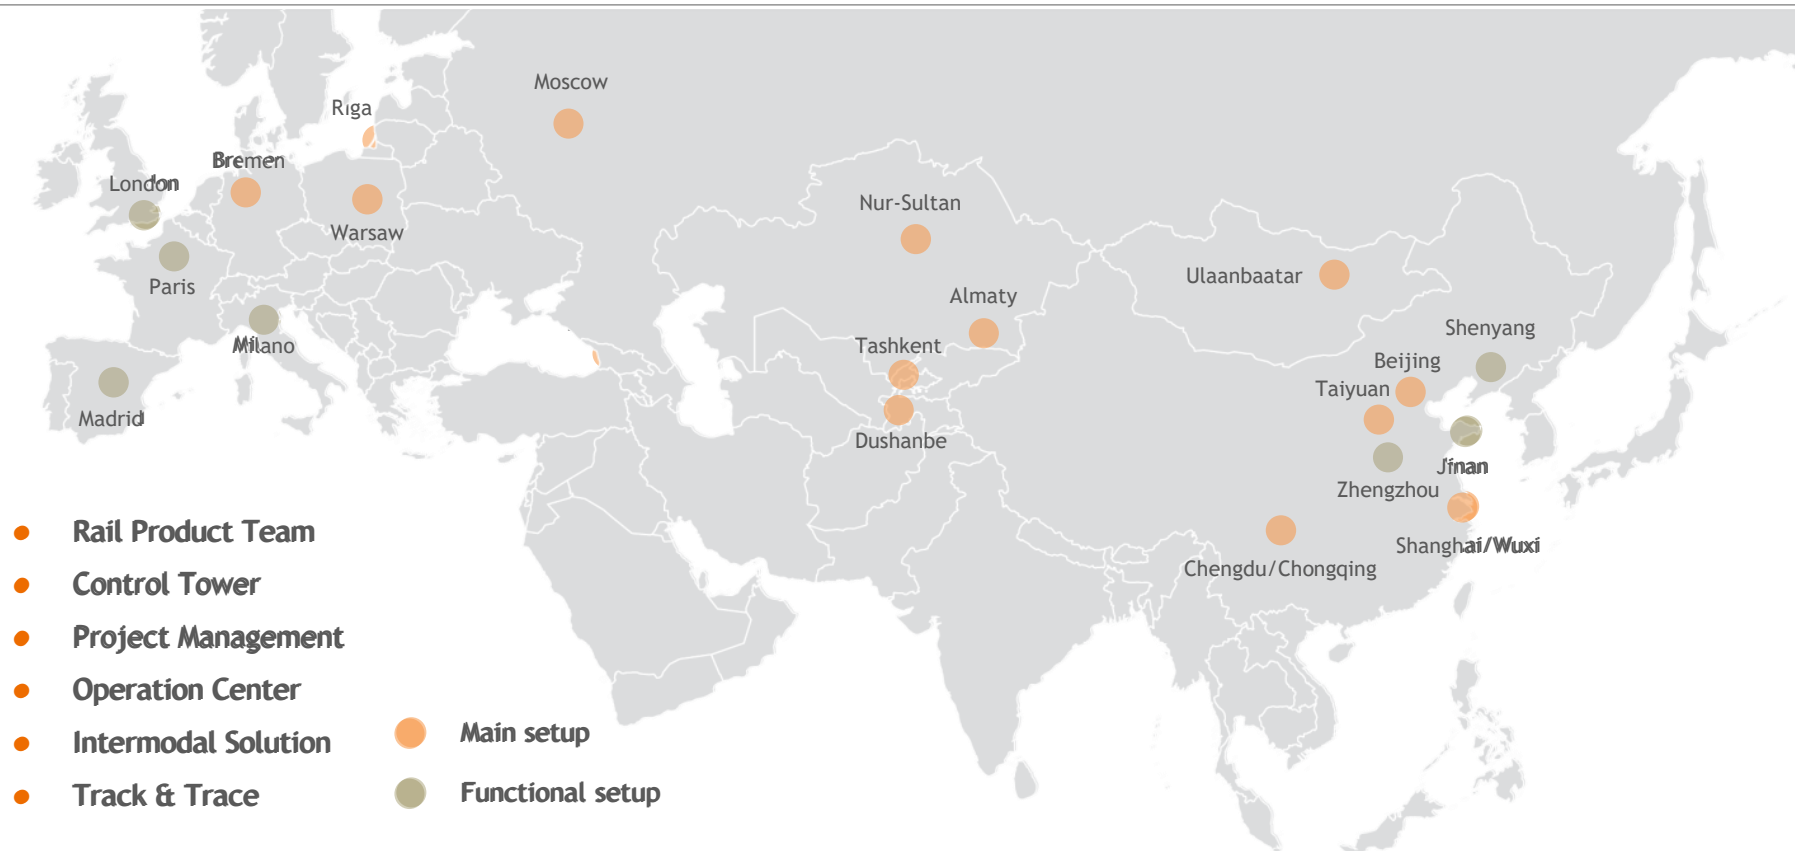 Moscow
Riga
Bremen
London
Nur-Sultan
Warsaw
Ulaanbaatar
Paris
Almaty
Shenyang
Milano
Tashkent
Beijing
Taiyuan
Madrid
Dushanbe
Jinan
Zhengzhou
Shanghai/Wuxi
Chengdu/Chongqing
Rail Product Team
Control Tower
Project Management
Operation Center
Intermodal Solution
Track & Trace
Main setup
Functional setup